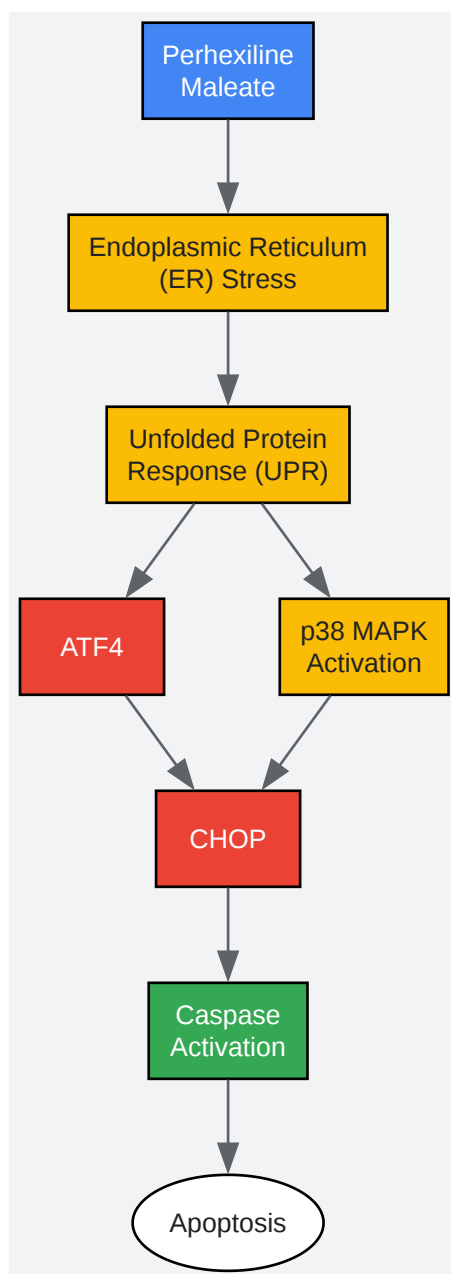 Perhexiline
Maleate
Endoplasmic Reticulum
(ER) Stress
Unfolded Protein
Response (UPR)
ATF4
p38 MAPK
Activation
CHOP
Caspase
Activation
Apoptosis